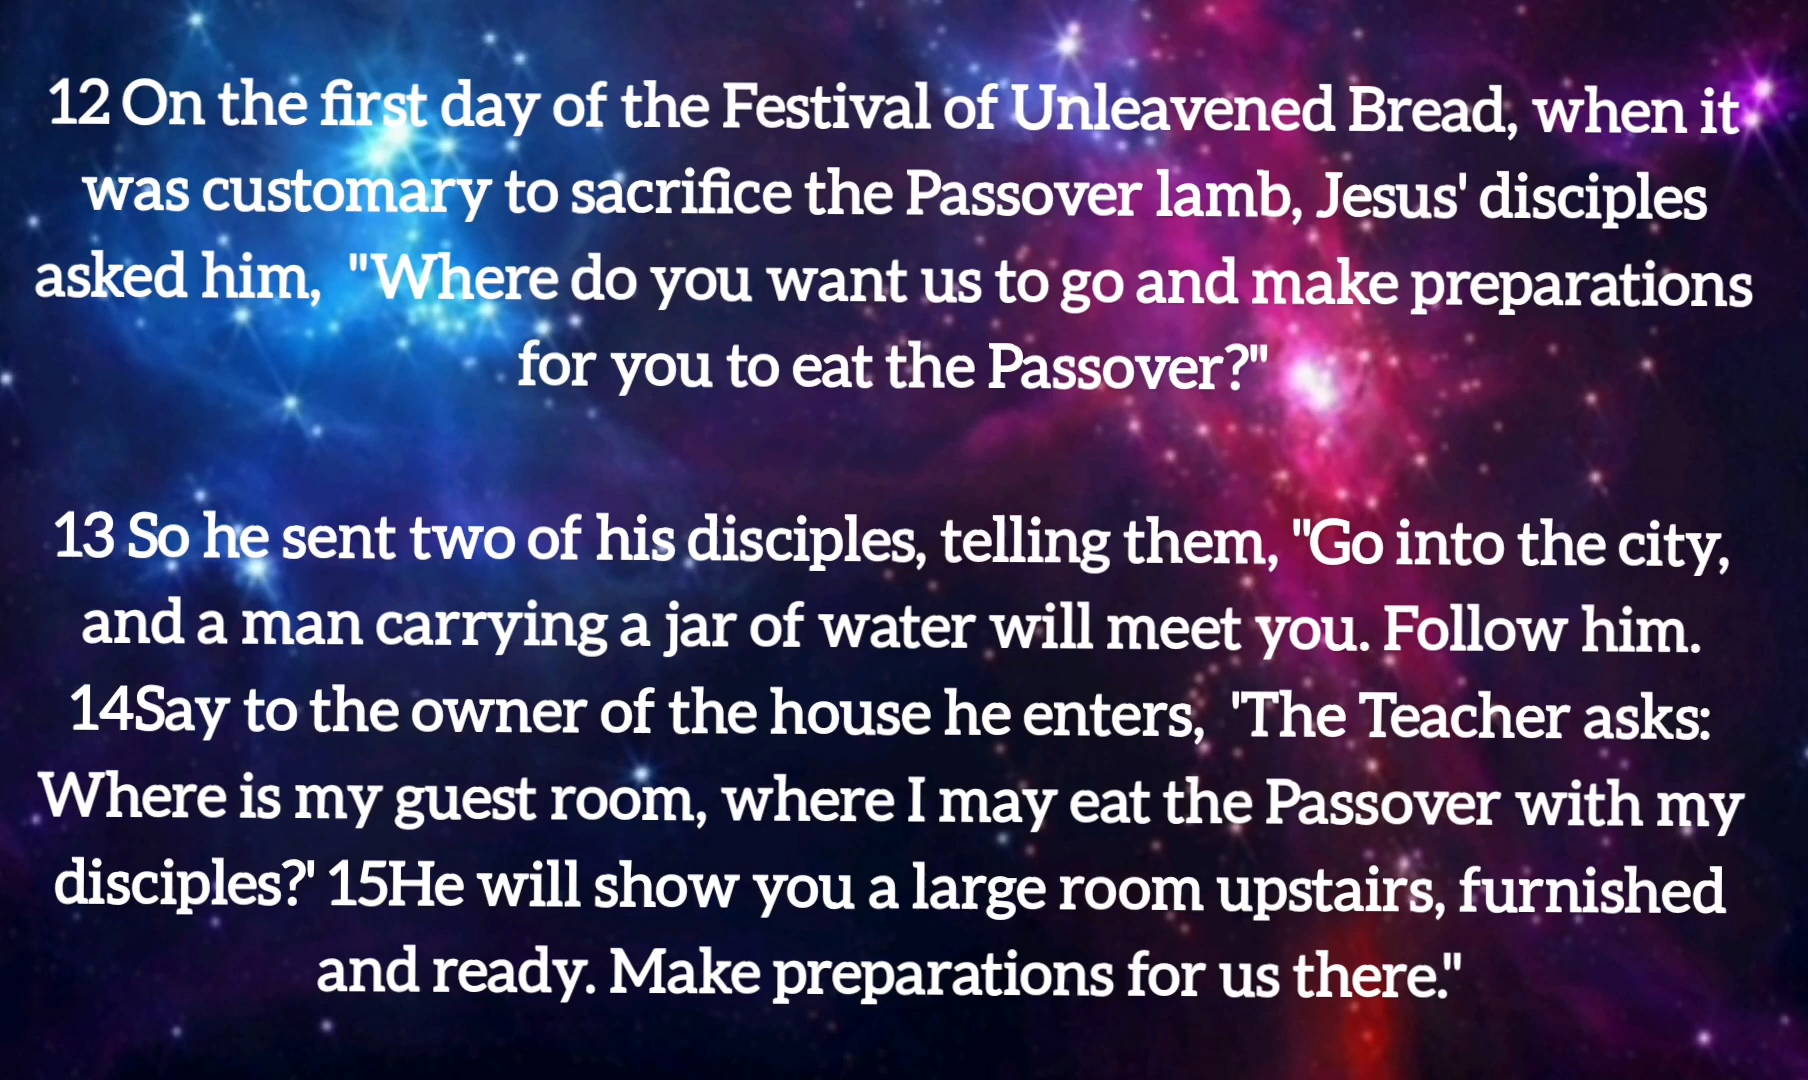 12 On the first day of the Festival of Unleavened Bread, when it
was customary to sacrifice the Passover lamb, Jesus' disciples
asked him, "Where do you want us to go and make preparations
for you to eat the Passover?"
13 So he sent two of his disciples, telling them, "Go into the city,
and a man carrying a jar of water will meet you. Follow him.
14Say to the owner of the house he enters, 'The Teacher asks:
Where is my guest room, where I may eat the Passover with my
disciples?' 15He will show you a large room upstairs, furnished
and ready. Make preparations for us there."